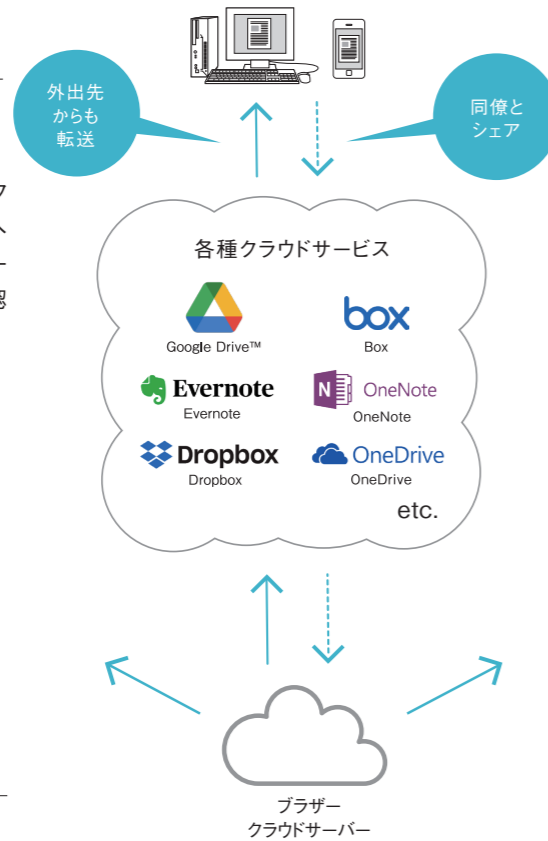 外出先
からも
転送
同僚と
シェア
ク
ー
各種クラウドサービス
Google Drive™
box
Box
Evernote
Evernote
N OneNote
OneNote
Dropbox
Dropbox
OneDrive
OneDrive
etc.
ブラザー
クラウドサーバー